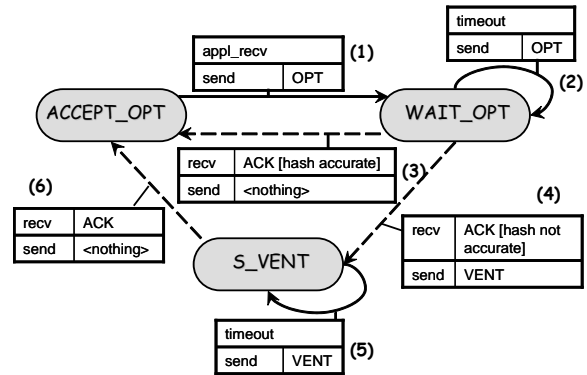 timeout
send OPT
(2)
appl_recv
send OPT
(1)
ACCEPT_OPT
WAIT_OPT
recv ACK [hash accurate]
send <nothing>
(3)
(4)
recv ACK [hash not
accurate]
send VENT
(6)
recv ACK
send <nothing>
S_VENT
timeout
send VENT
(5)